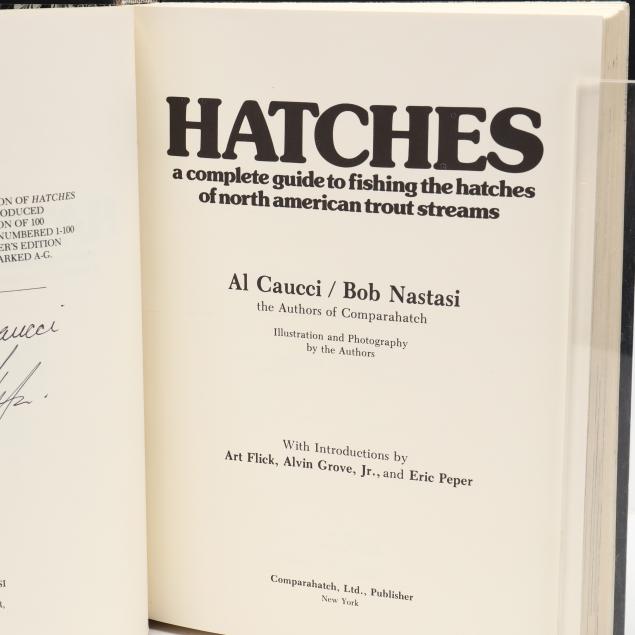 ON OF HATCHES
ODUCED
ON OF 100
NUMBERED 1-100
ER'S EDITION
ARKED A-G.
aucci
HATCHES
a complete guide to fishing the hatches
of north american trout streams
Al Caucci / Bob Nastasi
the Authors of Comparahatch
Illustration and Photography
by the Authors
With Introductions by
Art Flick, Alvin Grove, Jr., and Eric Peper
Comparahatch, Ltd., Publisher
New York